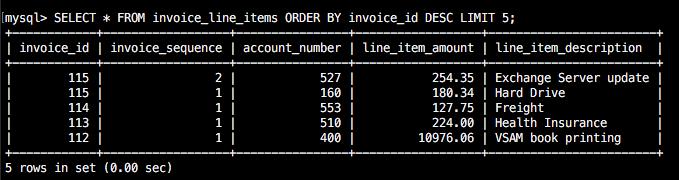 mysql> SELECT * FROM invoice_line_items ORDER BY invoice_id DESC LIMIT 5;
+------------+------------------+----------------+------------------+------------------------+
| invoice_id | invoice_sequence | account_number | line_item_amount | line_item_description  |
+------------+------------------+----------------+------------------+------------------------+
|        115 |                2 |            527 |           254.35 | Exchange Server update |
|        115 |                1 |            160 |           180.34 | Hard Drive             |
|        114 |                1 |            553 |           127.75 | Freight                |
|        113 |                1 |            510 |           224.00 | Health Insurance       |
|        112 |                1 |            400 |         10976.06 | VSAM book printing     |
+------------+------------------+----------------+------------------+------------------------+
5 rows in set (0.00 sec)